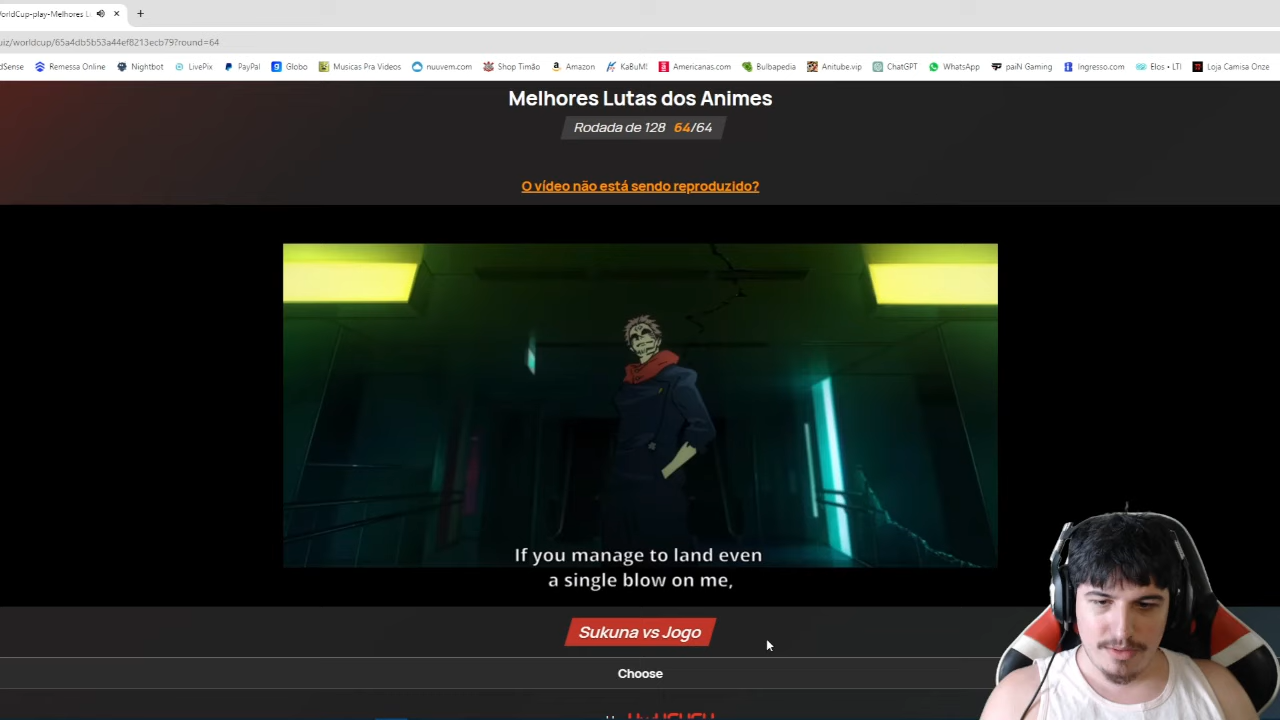 WorldCup-play-Melhores L
iz/worldcup/65a4db5b53a44ef8213ecb79?round=64
dSense Remessa Online Nightbot LivePix PayPal Globo Musicas Pra Videos nuuvem.com Shop Timão Amazon KaBuM! Americanas.com Bulbapedia Anitube.vip ChatGPT WhatsApp paiN Gaming Ingresso.com Elos • LTI Loja Camisa Onze
Melhores Lutas dos Animes
Rodada de 128 64/64
O vídeo não está sendo reproduzido?
If you manage to land even
a single blow on me,
Sukuna vs Jogo
Choose